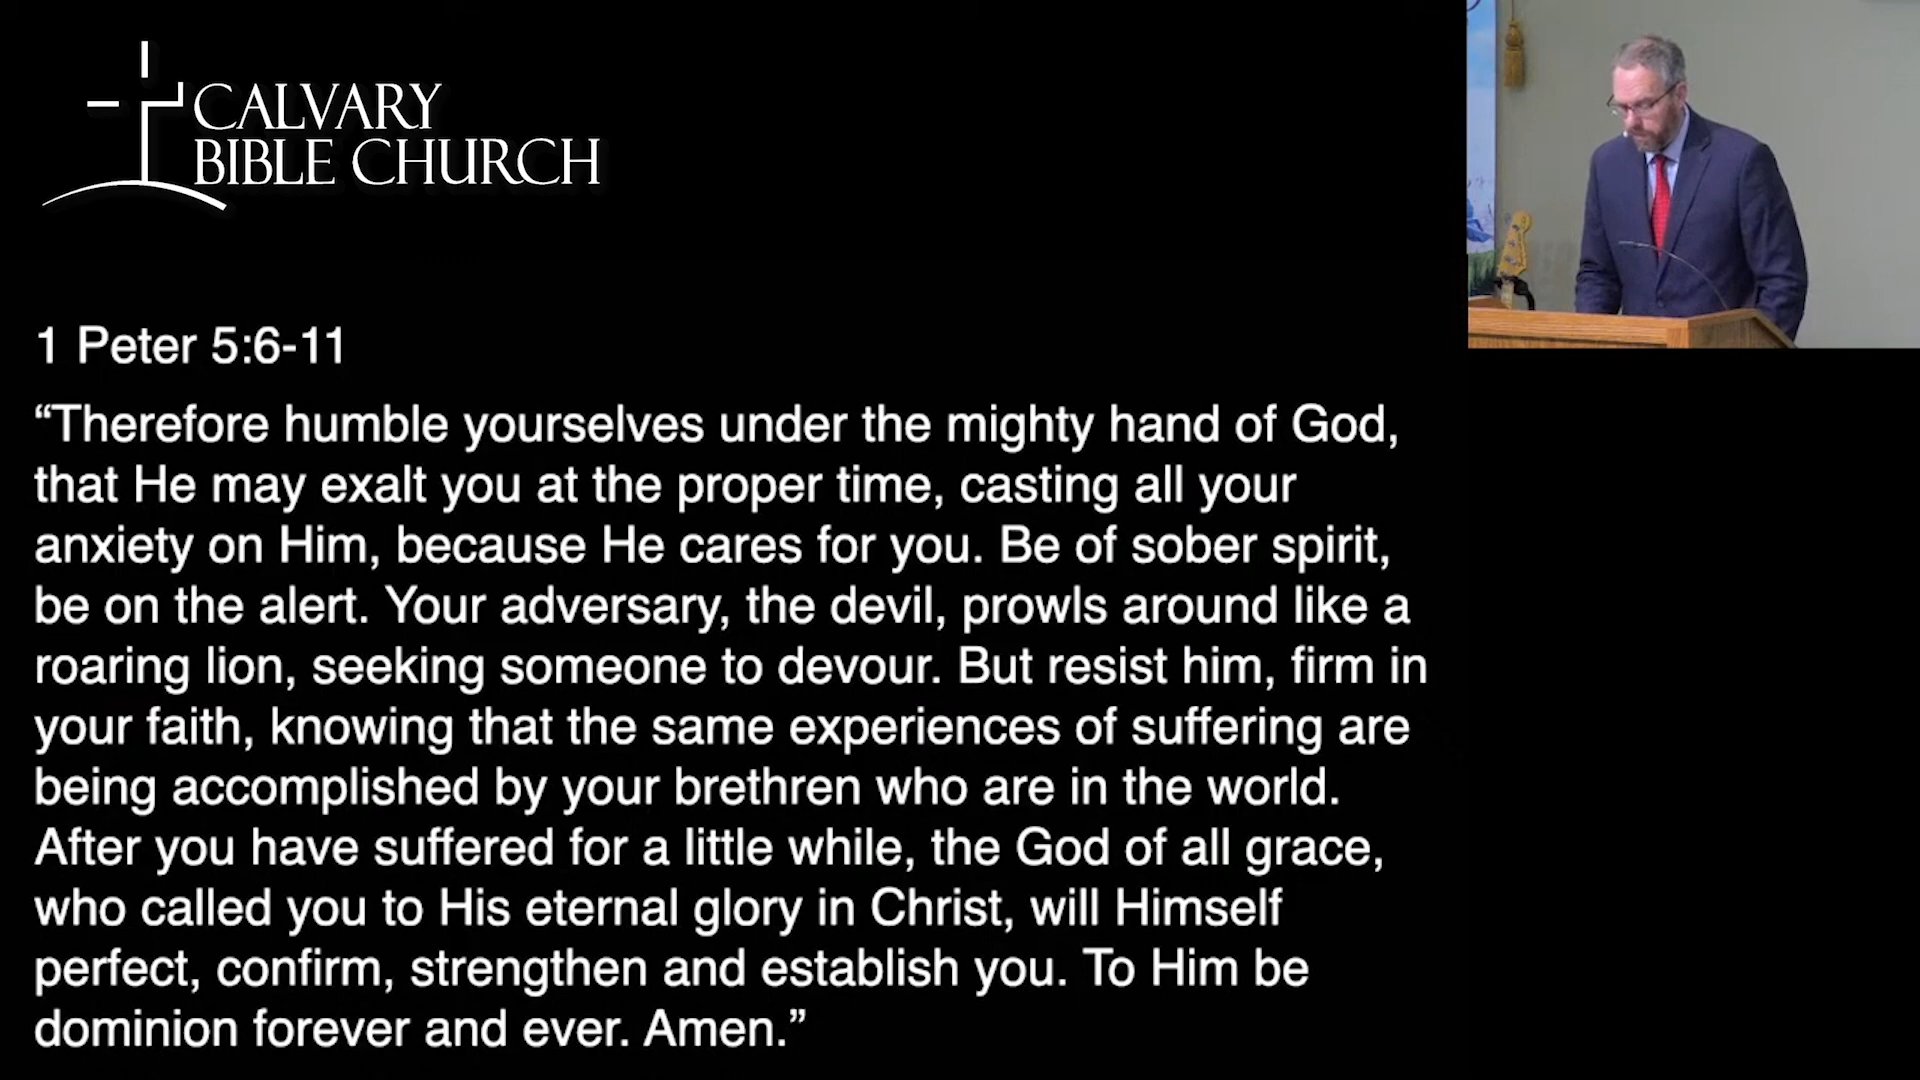 CALVARY
BIBLE CHURCH
1 Peter 5:6-11
“Therefore humble yourselves under the mighty hand of God,
that He may exalt you at the proper time, casting all your
anxiety on Him, because He cares for you. Be of sober spirit,
be on the alert. Your adversary, the devil, prowls around like a
roaring lion, seeking someone to devour. But resist him, firm in
your faith, knowing that the same experiences of suffering are
being accomplished by your brethren who are in the world.
After you have suffered for a little while, the God of all grace,
who called you to His eternal glory in Christ, will Himself
perfect, confirm, strengthen and establish you. To Him be
dominion forever and ever. Amen.”